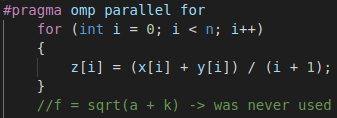 #pragma omp parallel for
for (int i = 0; i < n; i++)
{
z[i] = (x[i] + y[i]) / (i + 1);
}
//f = sqrt(a + k) -> was never used